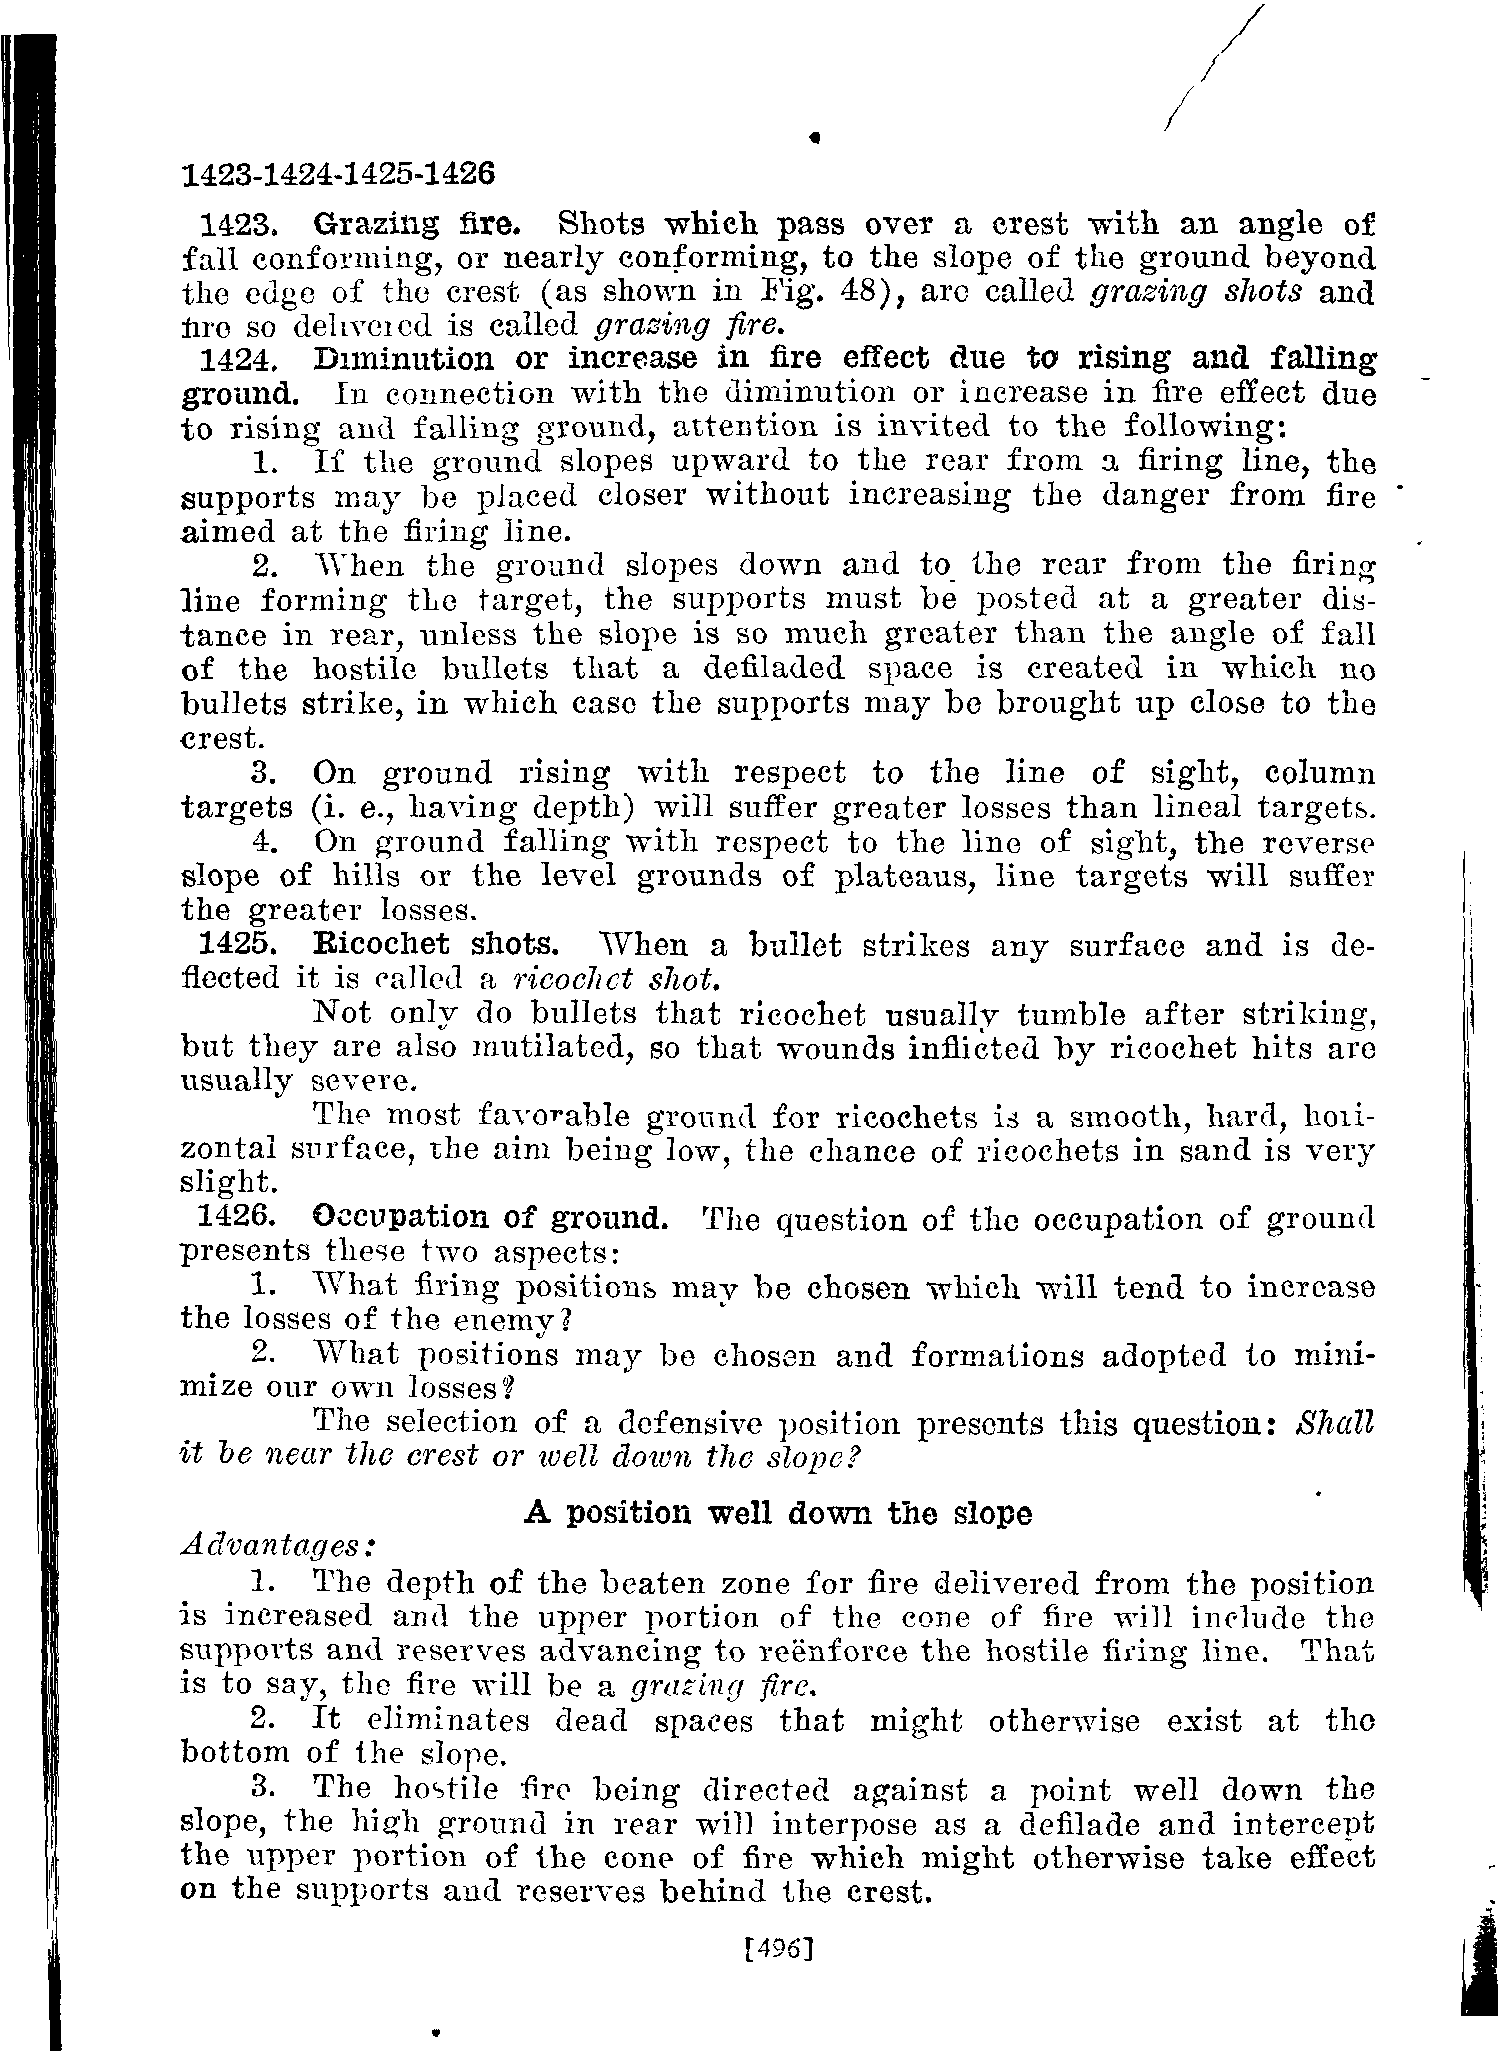 1423-1424-1425-1426
1423. Grazing fire. Shots which pass over a crest with an angle of
fall conforming, or nearly conforming, to the slope of the ground beyond
the edge of the crest (as shown in Fig. 48), are called grazing shots and
fire so delivered is called grazing fire.
1424. Diminution or increase in fire effect due to rising and falling
ground. In connection with the diminution or increase in fire effect due
to rising and falling ground, attention is invited to the following:
1. If the ground slopes upward to the rear from a firing line, the
supports may be placed closer without increasing the danger from fire
aimed at the firing line.
2. When the ground slopes down and to the rear from the firing
line forming the target, the supports must be posted at a greater dis-
tance in rear, unless the slope is so much greater than the angle of fall
of the hostile bullets that a defiladed space is created in which no
bullets strike, in which case the supports may be brought up close to the
crest.
3. On ground rising with respect to the line of sight, column
targets (i. e., having depth) will suffer greater losses than lineal targets.
4. On ground falling with respect to the line of sight, the reverse
slope of hills or the level grounds of plateaus, line targets will suffer
the greater losses.
1425. Ricochet shots. When a bullet strikes any surface and is de-
flected it is called a ricochet shot.
Not only do bullets that ricochet usually tumble after striking,
but they are also mutilated, so that wounds inflicted by ricochet hits are
usually severe.
The most favorable ground for ricochets is a smooth, hard, hori-
zontal surface, the aim being low, the chance of ricochets in sand is very
slight.
1426. Occupation of ground. The question of the occupation of ground
presents these two aspects:
1. What firing positions may be chosen which will tend to increase
the losses of the enemy?
2. What positions may be chosen and formations adopted to mini-
mize our own losses?
The selection of a defensive position presents this question: Shall
it be near the crest or well down the slope?
A position well down the slope
Advantages:
1. The depth of the beaten zone for fire delivered from the position
is increased and the upper portion of the cone of fire will include the
supports and reserves advancing to reënforce the hostile firing line. That
is to say, the fire will be a grazing fire.
2. It eliminates dead spaces that might otherwise exist at the
bottom of the slope.
3. The hostile fire being directed against a point well down the
slope, the high ground in rear will interpose as a defilade and intercept
the upper portion of the cone of fire which might otherwise take effect
on the supports and reserves behind the crest.
[496]